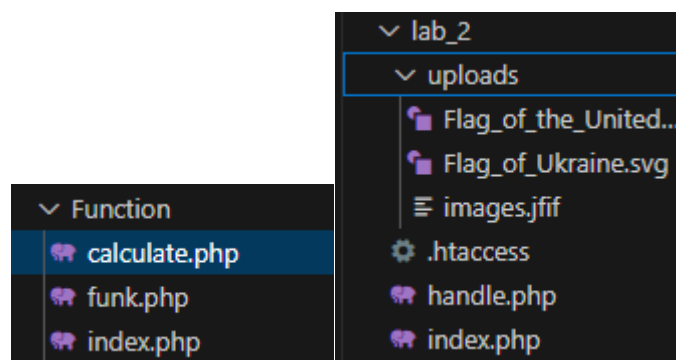 Function
calculate.php
funk.php
index.php
lab_2
uploads
Flag_of_the_United...
Flag_of_Ukraine.svg
images.jfif
.htaccess
handle.php
index.php